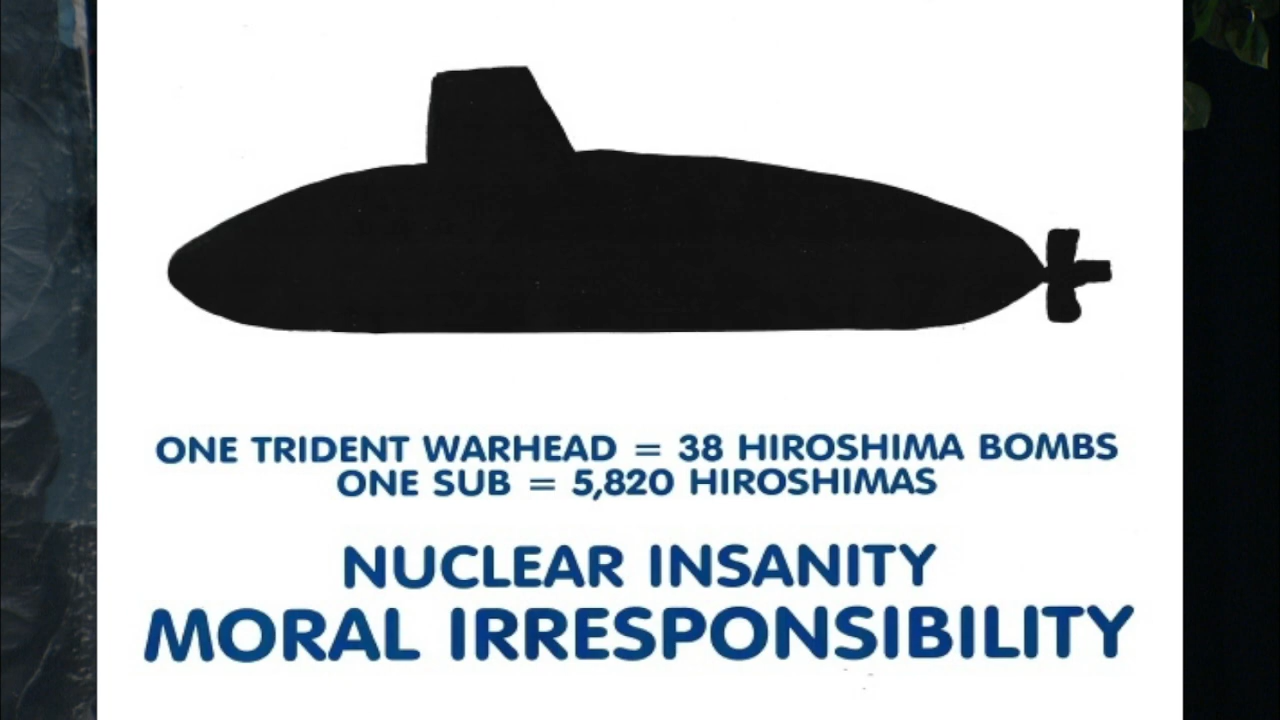 ONE TRIDENT WARHEAD = 38 HIROSHIMA BOMBS
ONE SUB = 5,820 HIROSHIMAS
NUCLEAR INSANITY
MORAL IRRESPONSIBILITY